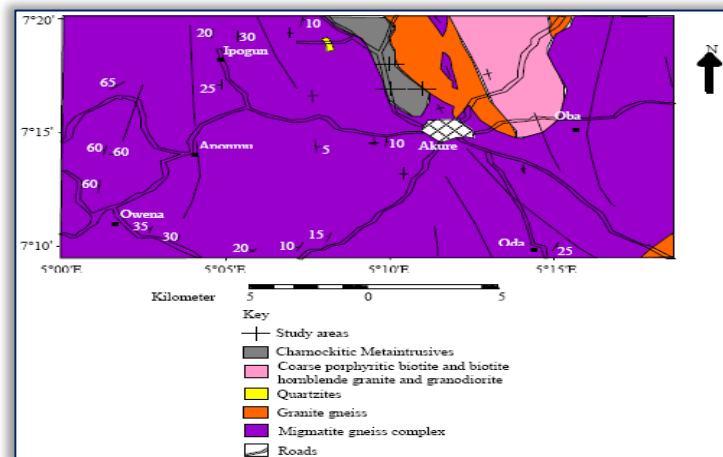 7°20'
20
30
10
N
Ipogun
65
25
7°15'
Oba
60
60
Aponmu
5
10
Akure
60
Owena
35
30
15
20
10
Oda
25
7°10'
5°00'E
5°05'E
5°10'E
5°15'E
Kilometer
5
0
5
Key
Study areas
Charnockitic Metaintrusives
Coarse porphyritic biotite and biotite
hornblende granite and granodiorite
Quartzites
Granite gneiss
Migmatite gneiss complex
Roads